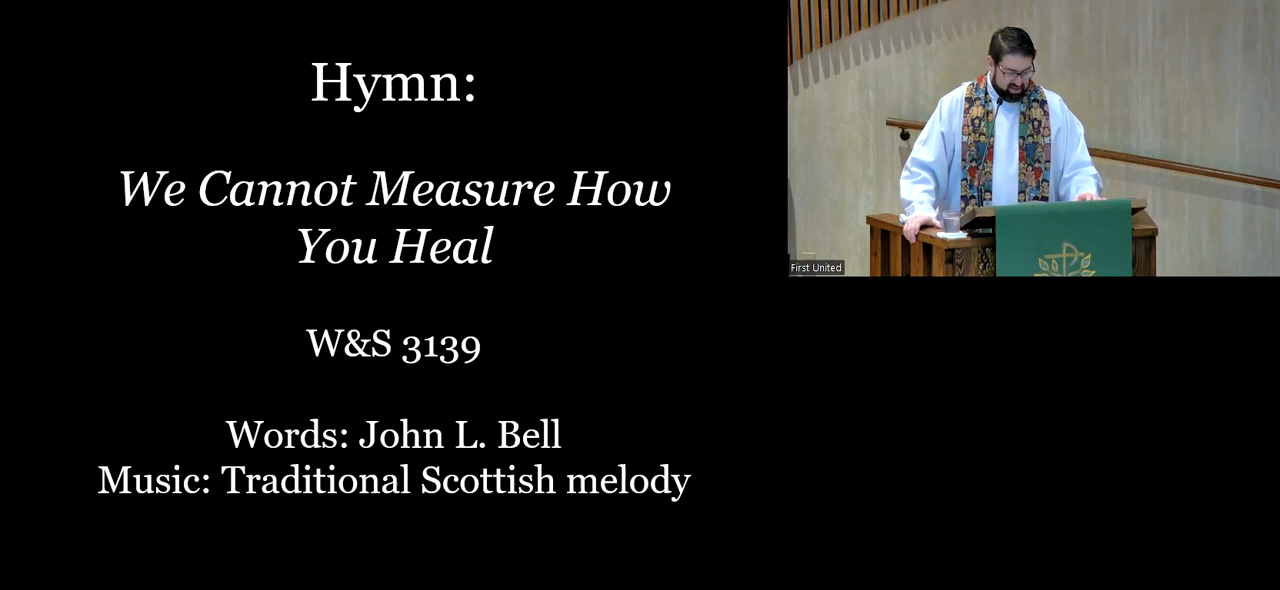 Hymn:
We Cannot Measure How
You Heal
W&S 3139
Words: John L. Bell
Music: Traditional Scottish melody
First United